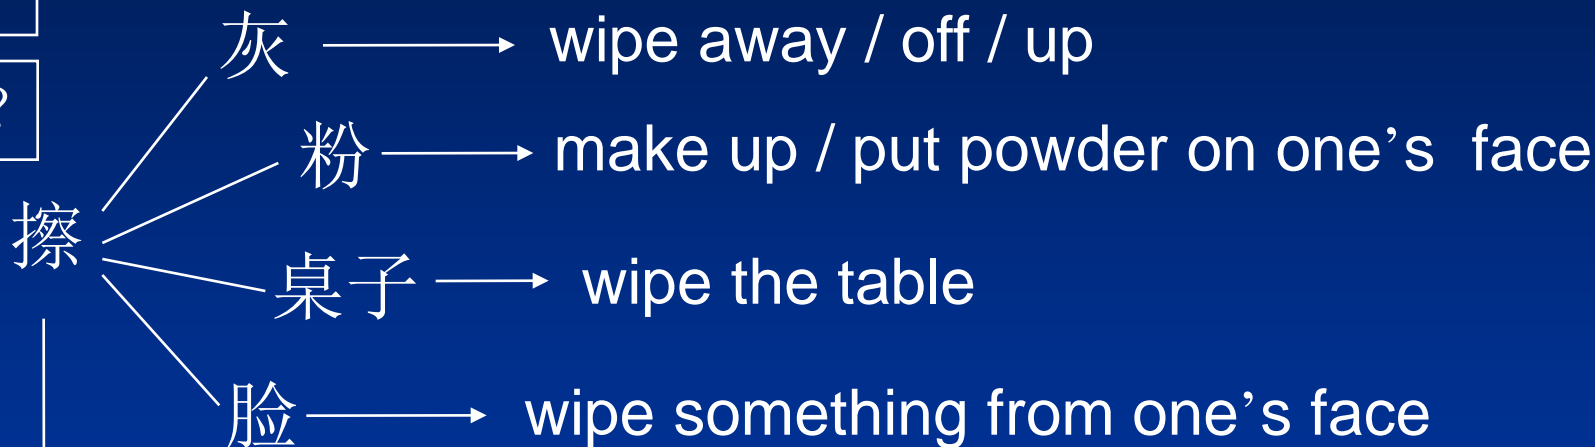 灰 wipe away / off / up
?
粉 make up / put powder on one’s face
擦
桌子 wipe the table
脸 wipe something from one’s face